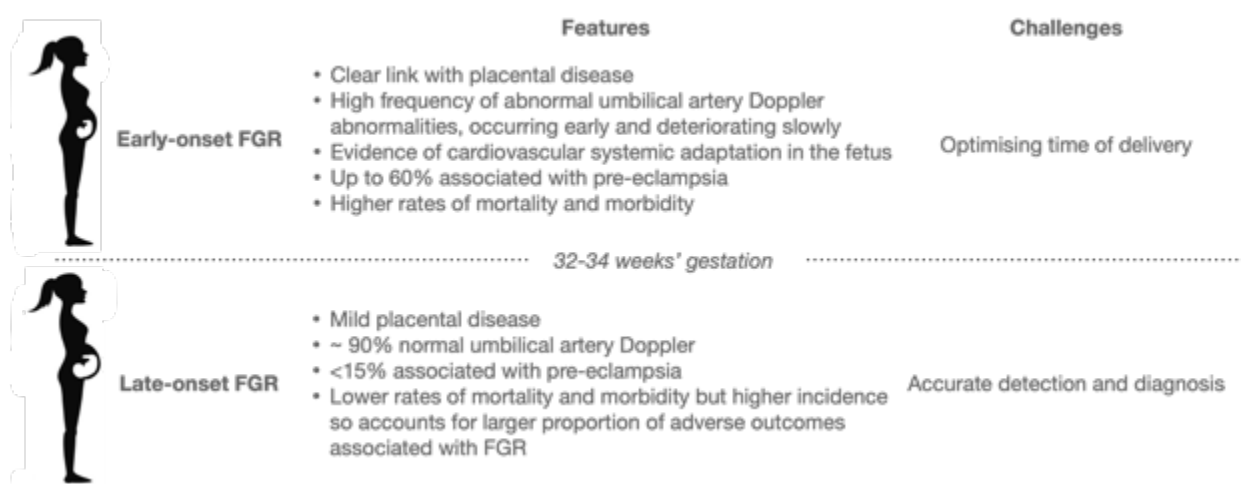 Features
Challenges
Early-onset FGR
• Clear link with placental disease
• High frequency of abnormal umbilical artery Doppler
abnormalities, occurring early and deteriorating slowly
• Evidence of cardiovascular systemic adaptation in the fetus
• Up to 60% associated with pre-eclampsia
• Higher rates of mortality and morbidity
Optimising time of delivery
32-34 weeks' gestation
Late-onset FGR
• Mild placental disease
• ~ 90% normal umbilical artery Doppler
• <15% associated with pre-eclampsia
• Lower rates of mortality and morbidity but higher incidence
so accounts for larger proportion of adverse outcomes
associated with FGR
Accurate detection and diagnosis